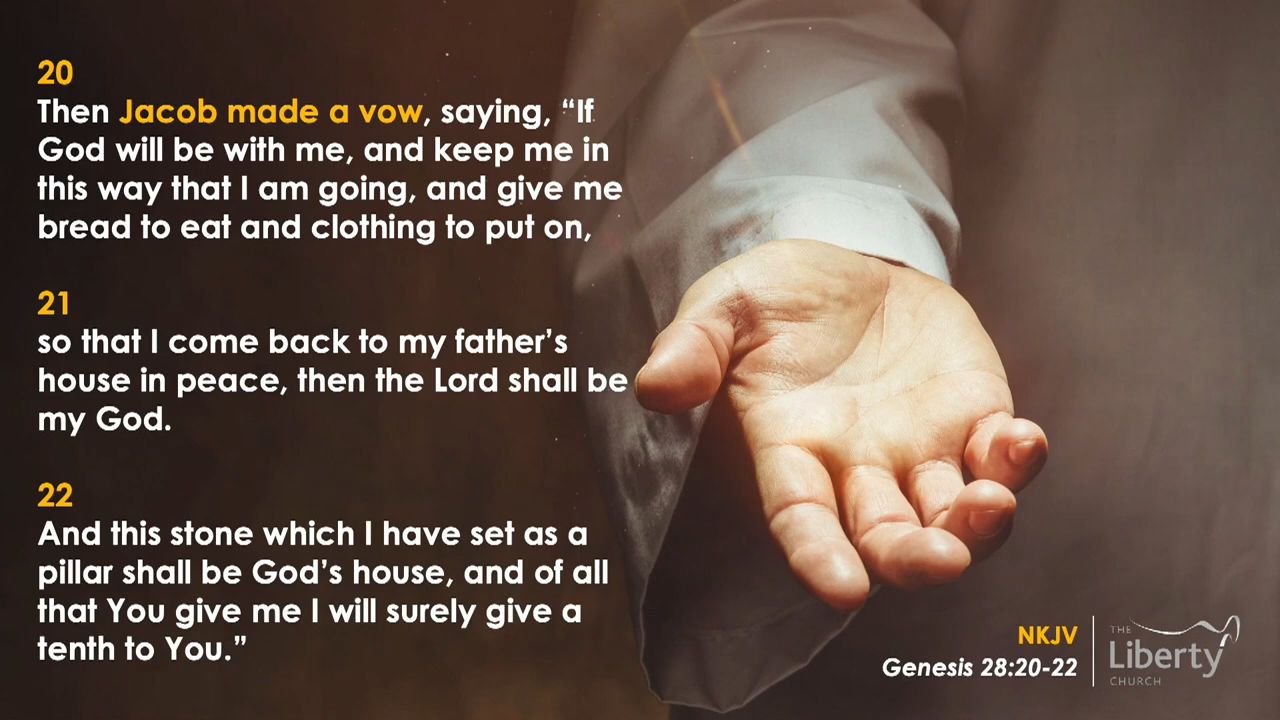 20
Then Jacob made a vow, saying, “If
God will be with me, and keep me in
this way that I am going, and give me
bread to eat and clothing to put on,
21
so that I come back to my father’s
house in peace, then the Lord shall be
my God.
22
And this stone which I have set as a
pillar shall be God’s house, and of all
that You give me I will surely give a
tenth to You.”
NKJV
Genesis 28:20-22
THE
Liberty
CHURCH